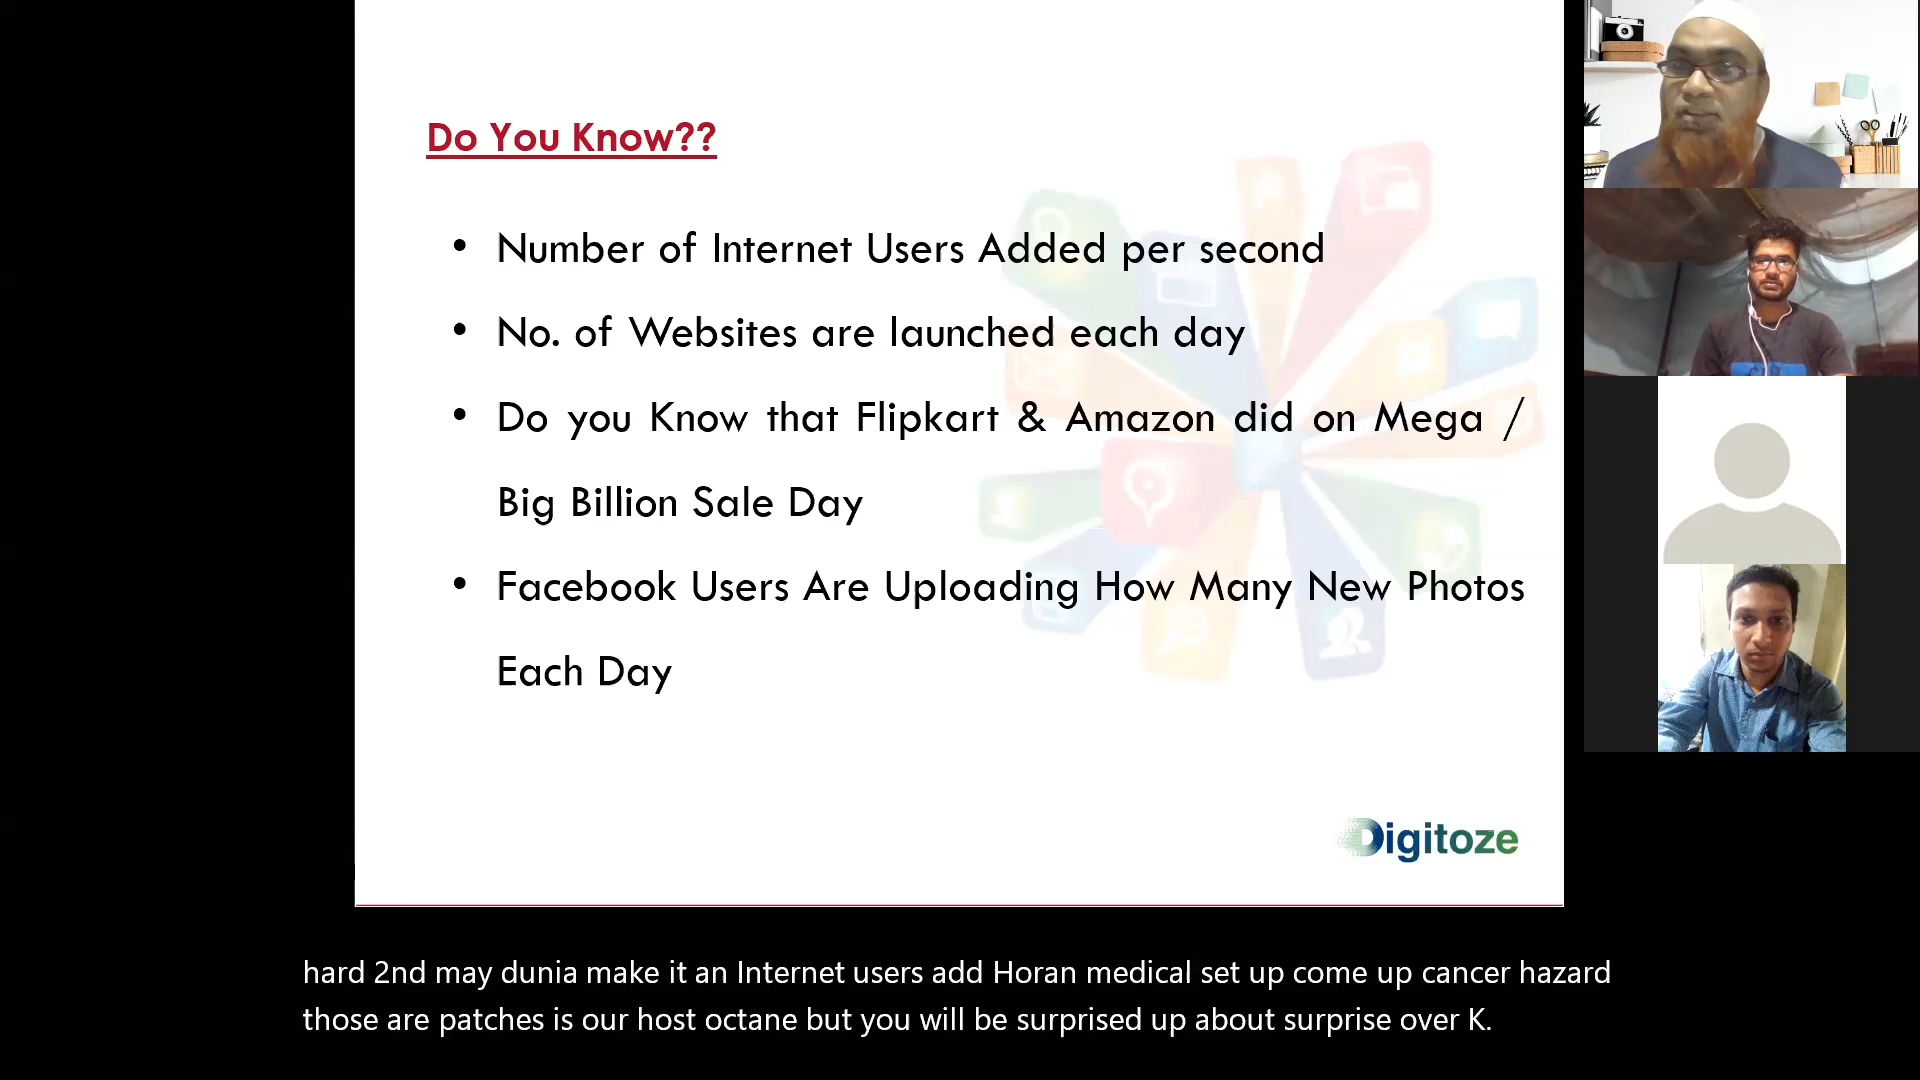 Do You Know??
• Number of Internet Users Added per second
• No. of Websites are launched each day
• Do you Know that Flipkart & Amazon did on Mega /
Big Billion Sale Day
• Facebook Users Are Uploading How Many New Photos
Each Day
Digitoze
hard 2nd may dunia make it an Internet users add Horan medical set up come up cancer hazard
those are patches is our host octane but you will be surprised up about surprise over K.